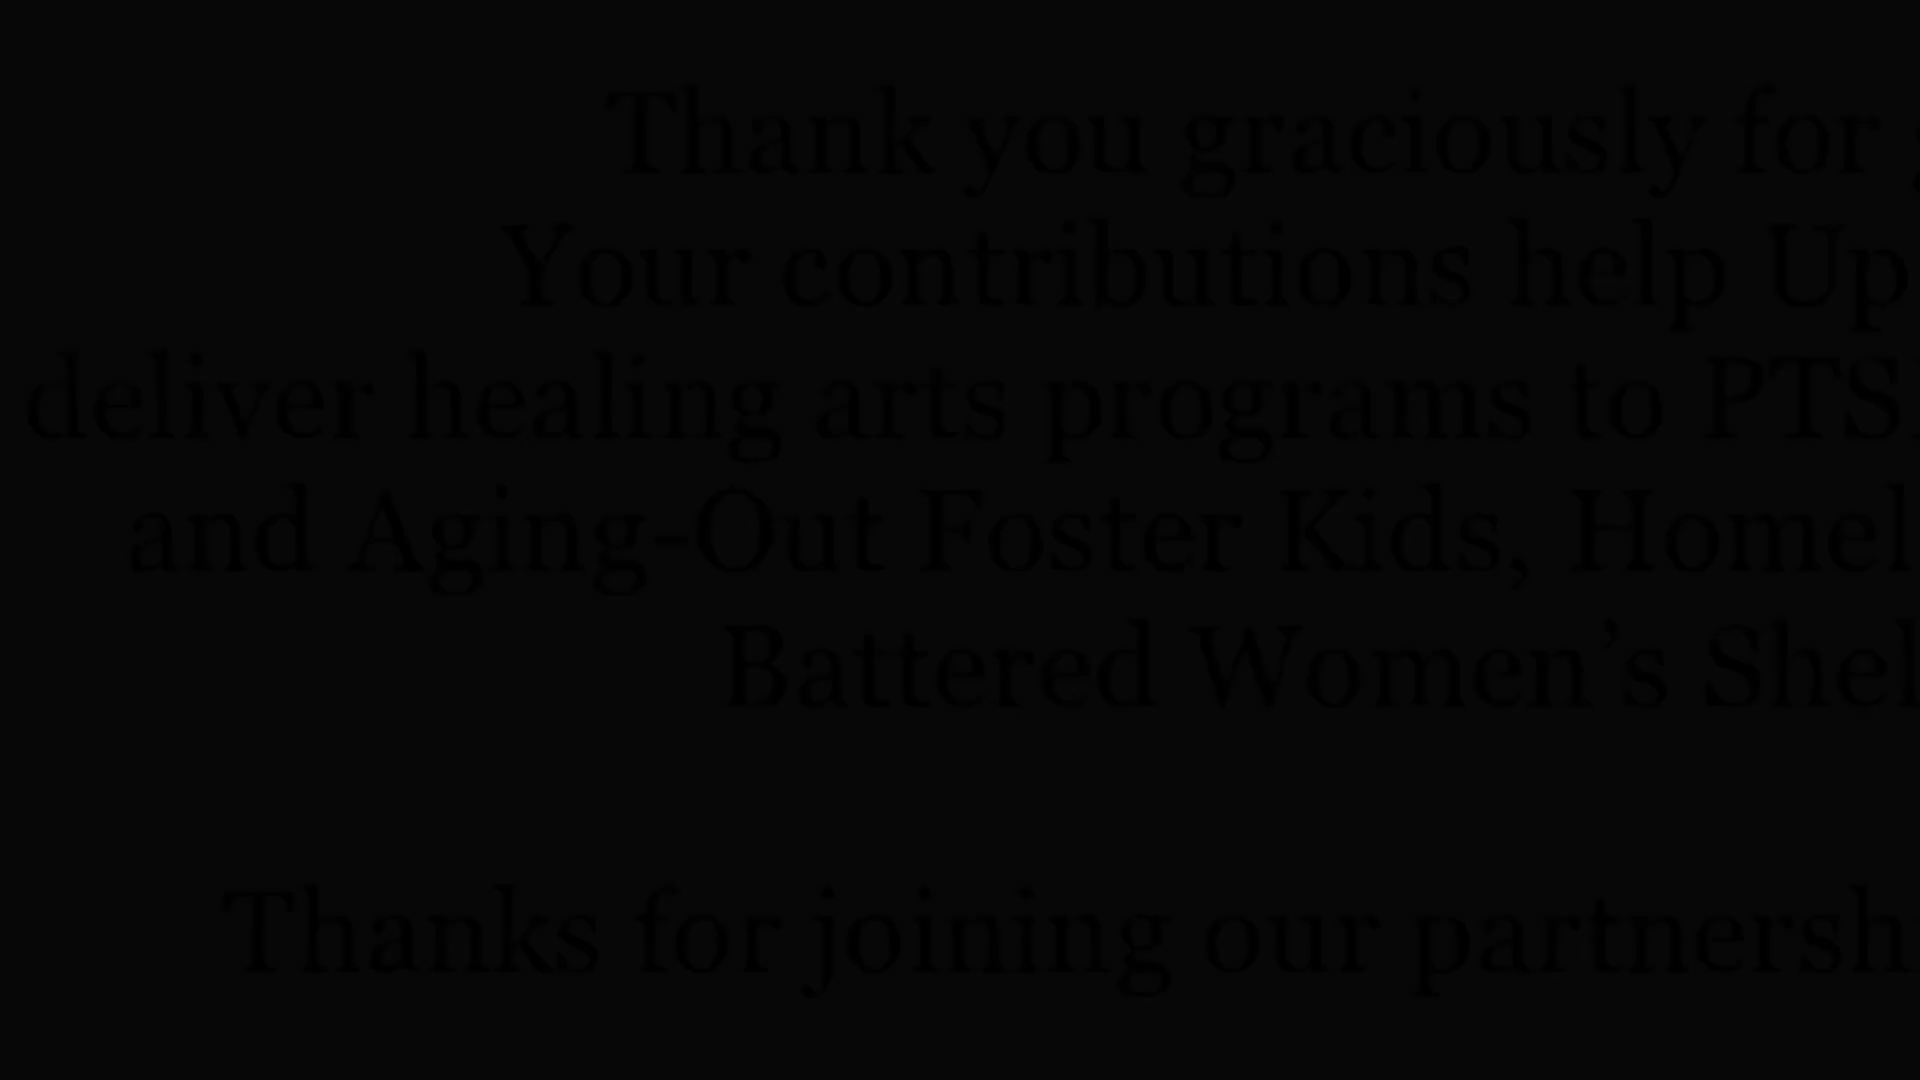 Thank you graciously for
Your contributions help Up
deliver healing arts programs to PTS
and Aging-Out Foster Kids, Homel
Battered Women’s Shel
Thanks for joining our partnersh